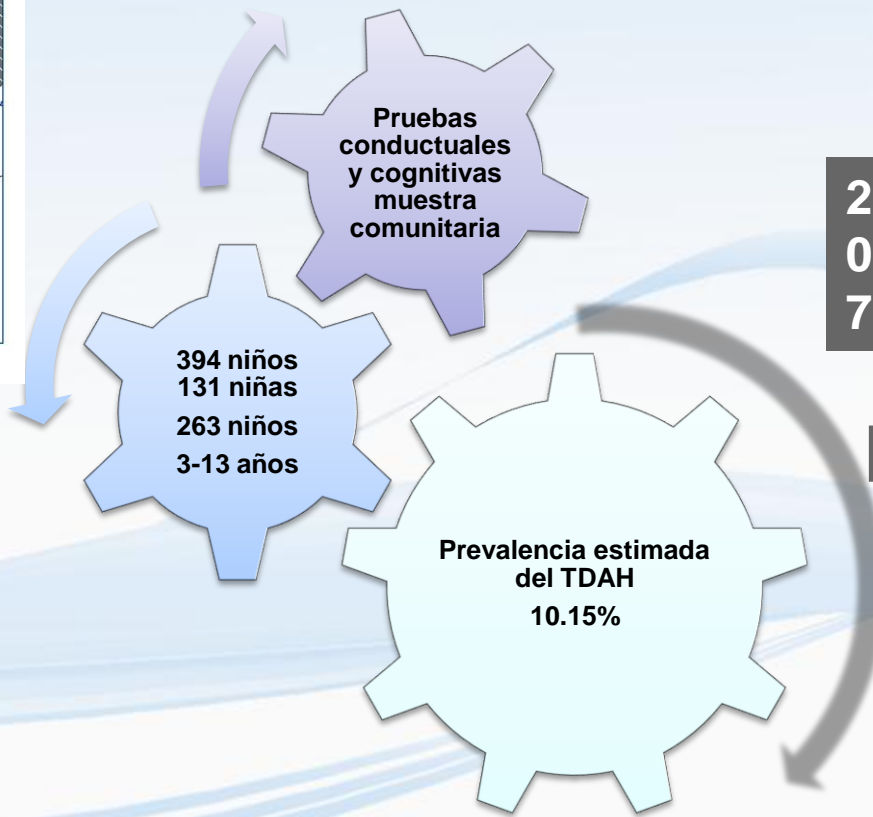 Pruebas
conductuales
y cognitivas
muestra
comunitaria
394 niños
131 niñas
263 niños
3-13 años
Prevalencia estimada
del TDAH
10.15%
2
0
7